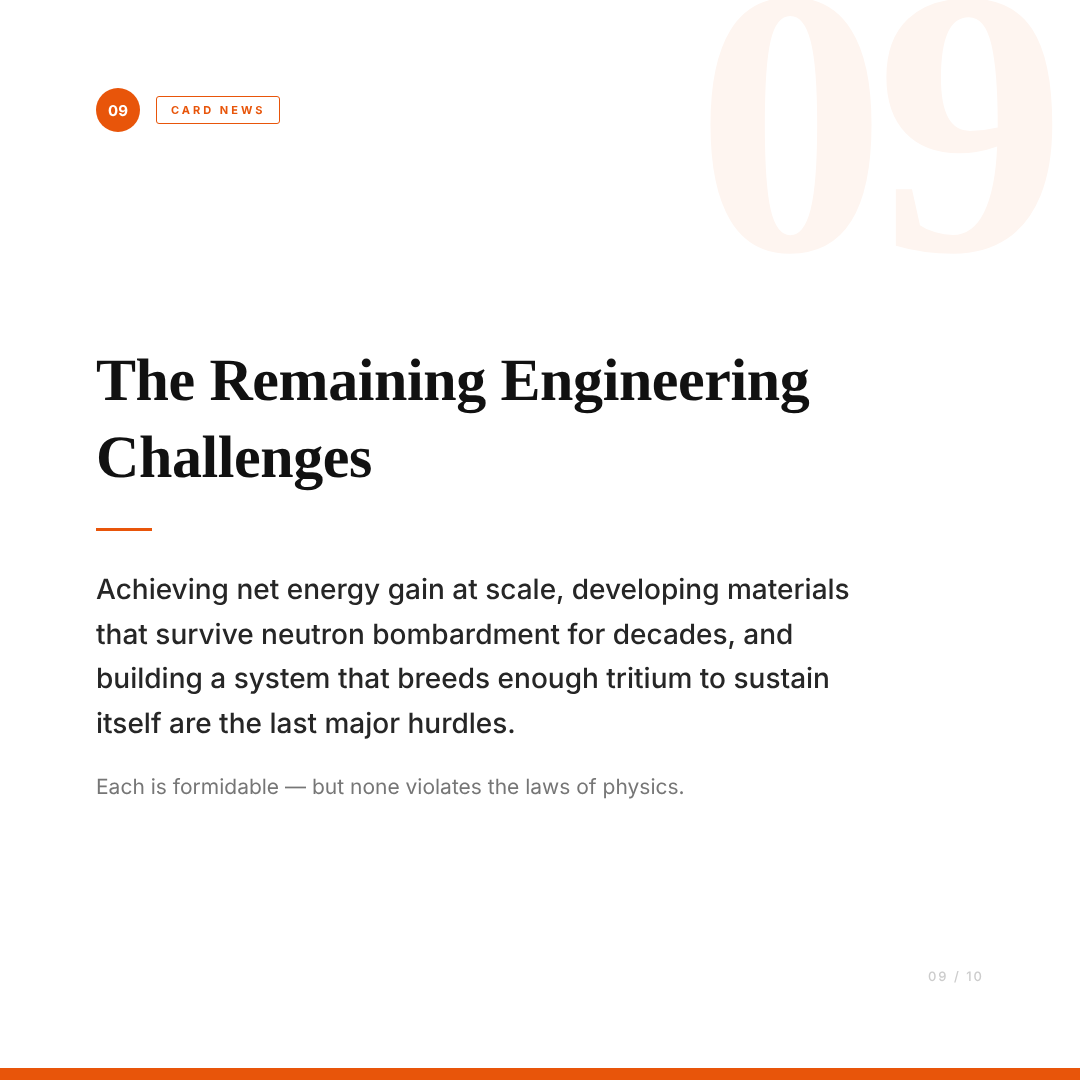 09
09
CARD NEWS
The Remaining Engineering
Challenges
Achieving net energy gain at scale, developing materials
that survive neutron bombardment for decades, and
building a system that breeds enough tritium to sustain
itself are the last major hurdles.
Each is formidable — but none violates the laws of physics.
09 / 10